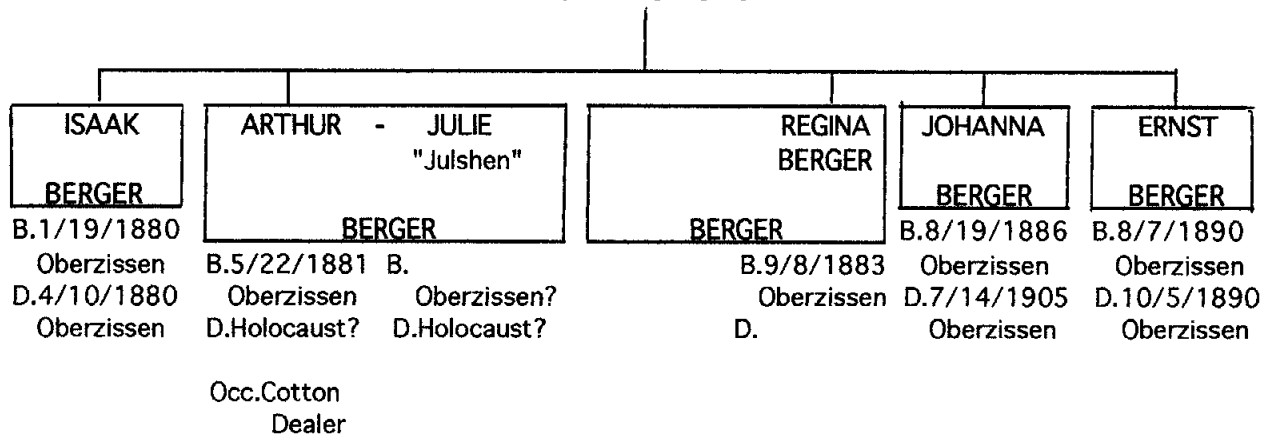 ISAAK
BERGER
B.1/19/1880
Oberzissen
D.4/10/1880
Oberzissen
ARTHUR - JULIE
"Julshen"
BERGER
B.5/22/1881 B.
Oberzissen Oberzissen?
D.Holocaust? D.Holocaust?
Occ.Cotton
Dealer
REGINA
BERGER
BERGER
B.9/8/1883
Oberzissen
D.
JOHANNA
BERGER
B.8/19/1886
Oberzissen
D.7/14/1905
Oberzissen
ERNST
BERGER
B.8/7/1890
Oberzissen
D.10/5/1890
Oberzissen